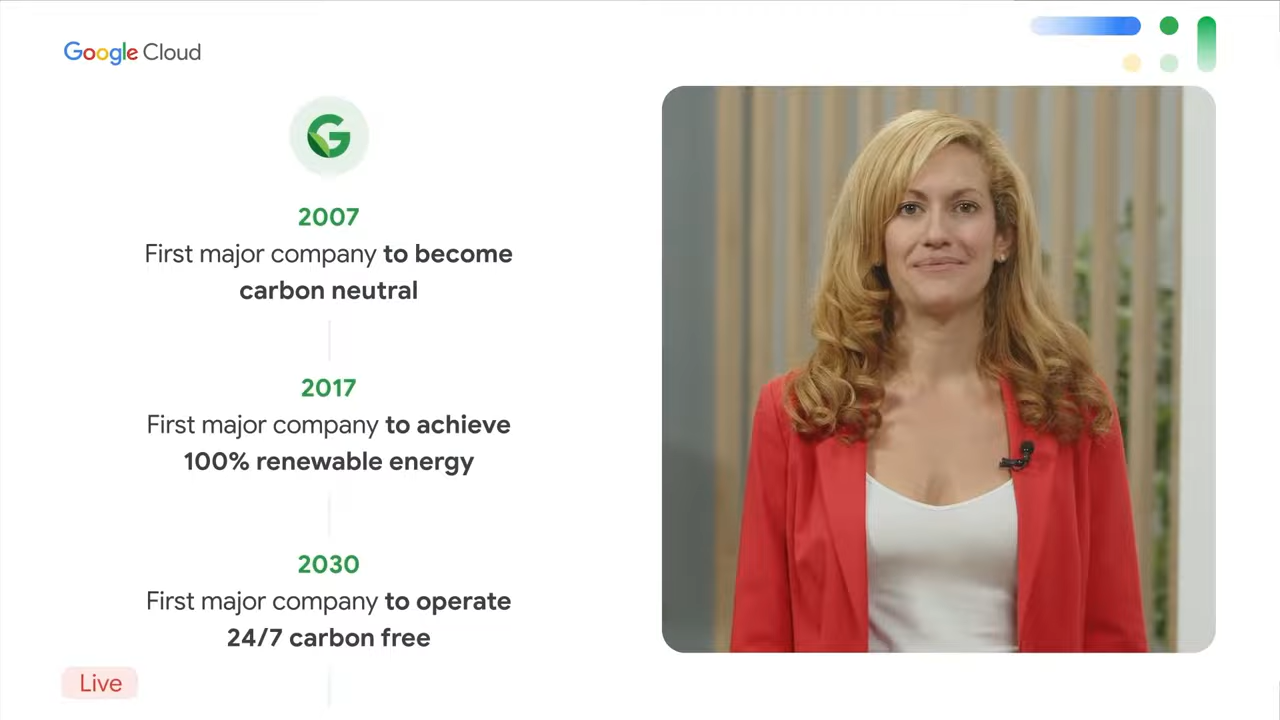 Google Cloud
2007
First major company to become
carbon neutral
2017
First major company to achieve
100% renewable energy
2030
First major company to operate
24/7 carbon free
Live